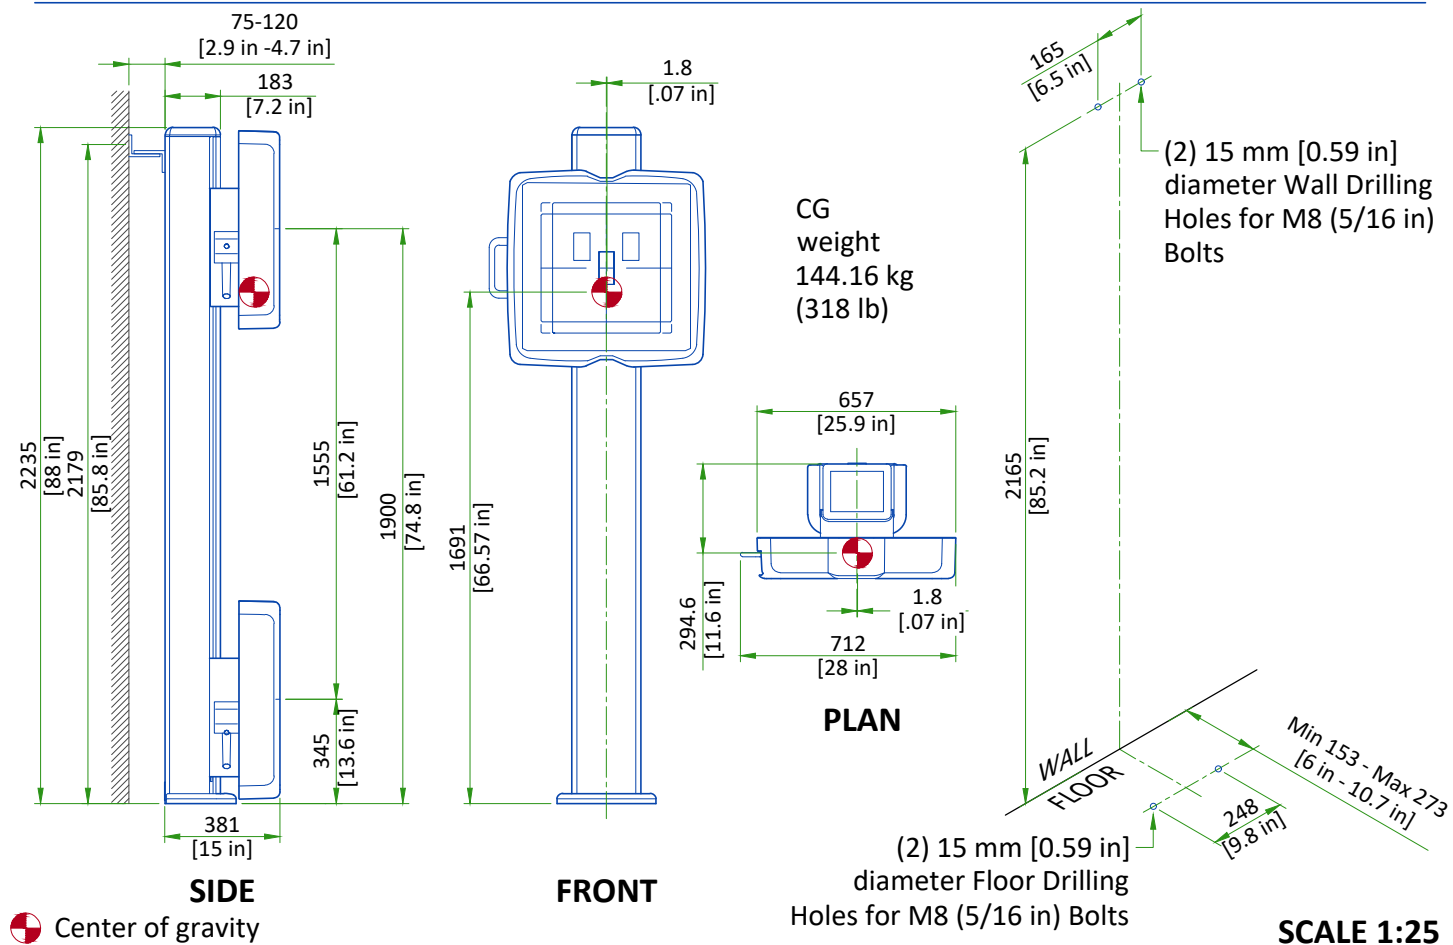 75-120
[2.9 in -4.7 in]
183
[7.2 in]
2235
[88 in]
2179
[85.8 in]
1555
[61.2 in]
1900
[74.8 in]
345
[13.6 in]
381
[15 in]
SIDE
Center of gravity
1.8
[.07 in]
1691
[66.57 in]
FRONT
CG
weight
144.16 kg
(318 lb)
657
[25.9 in]
294.6
[11.6 in]
1.8
[.07 in]
712
[28 in]
PLAN
165
[6.5 in]
(2) 15 mm [0.59 in]
diameter Wall Drilling
Holes for M8 (5/16 in)
Bolts
2165
[85.2 in]
WALL
FLOOR
Min 153 - Max 273
[6 in - 10.7 in]
248
[9.8 in]
(2) 15 mm [0.59 in]
diameter Floor Drilling
Holes for M8 (5/16 in) Bolts
SCALE 1:25